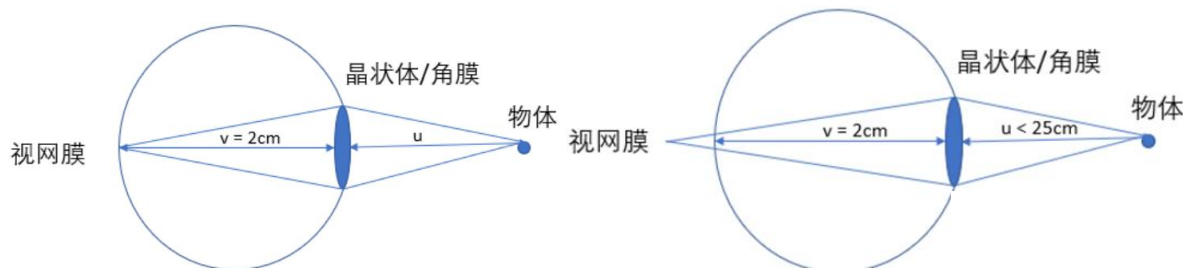 晶状体/角膜
物体
v = 2cm
u
视网膜
晶状体/角膜
物体
v = 2cm
u < 25cm
视网膜